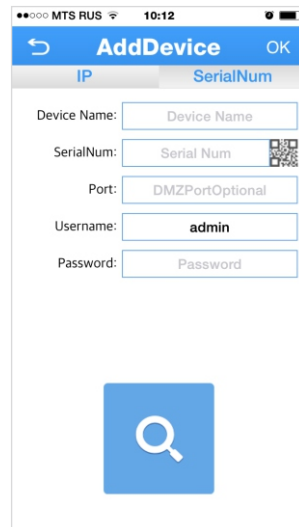 MTS RUS 10:12
AddDevice OK
IP SerialNum
Device Name: Device Name
SerialNum: Serial Num
Port: DMZPortOptional
Username: admin
Password: Password